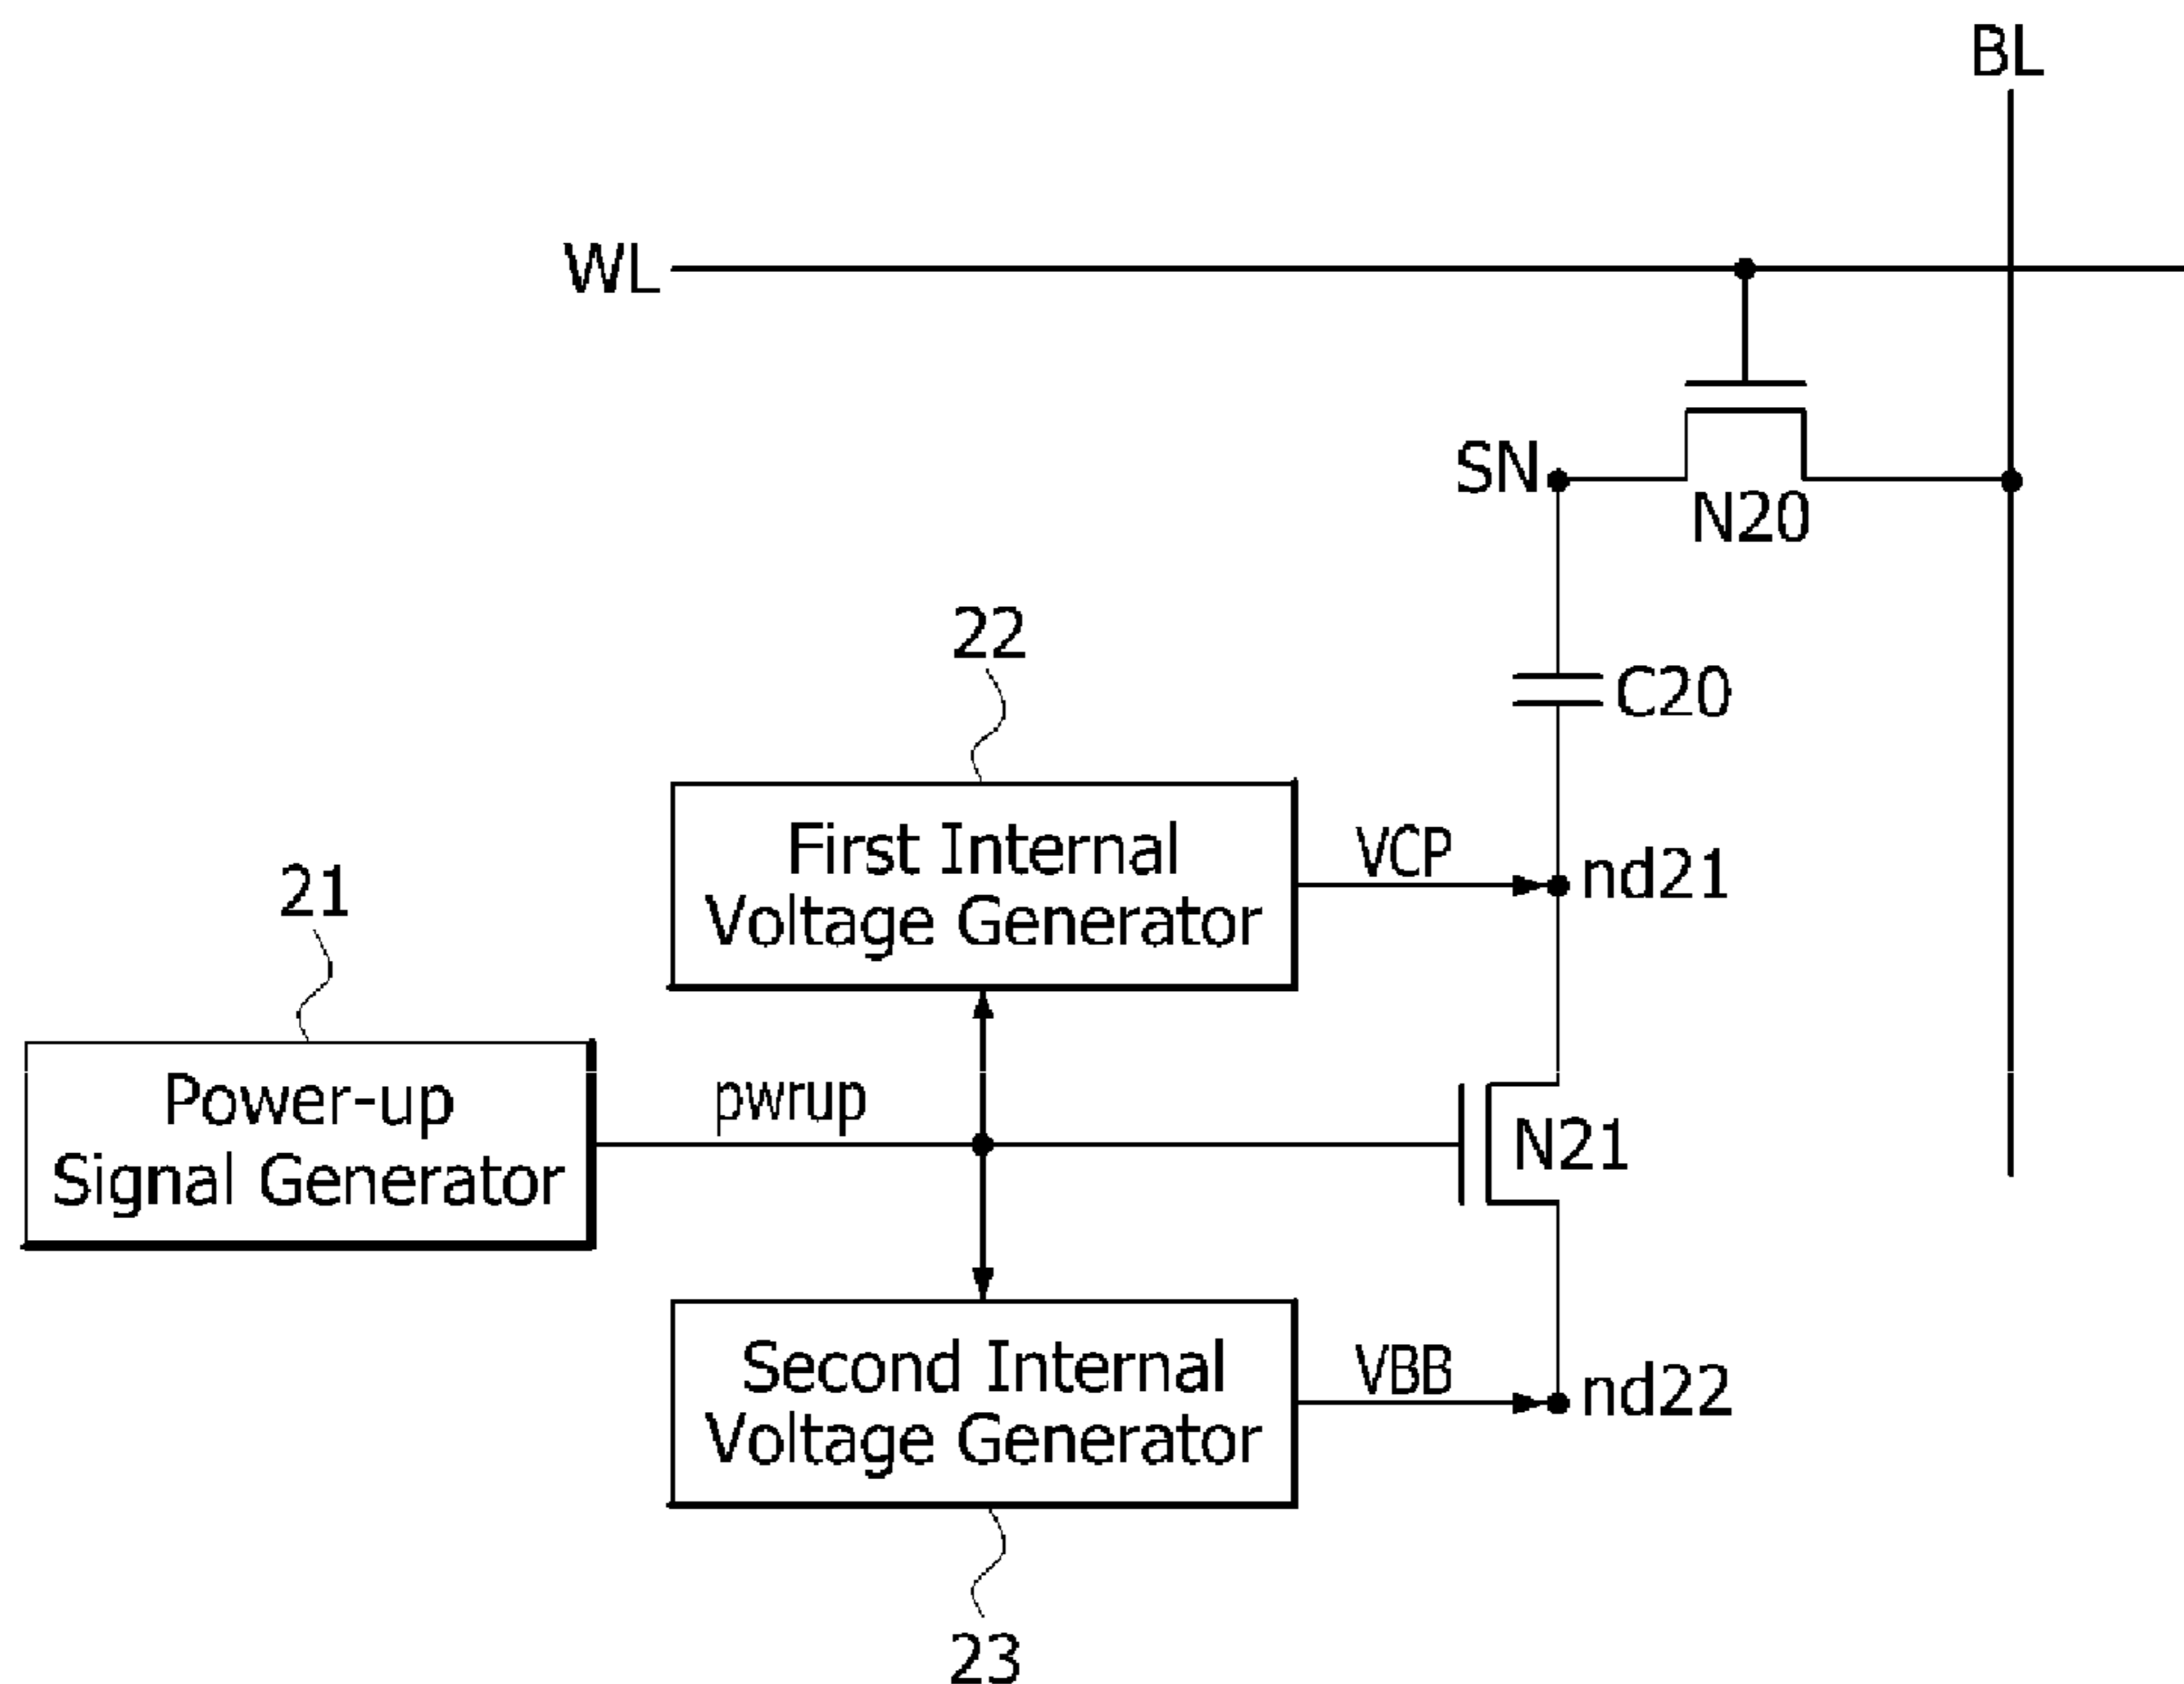 BL
WL
SN
N20
22
C20
First Internal
Voltage Generator
VCP
nd21
21
Power-up
Signal Generator
pwrup
N21
Second Internal
Voltage Generator
VBB
nd22
23